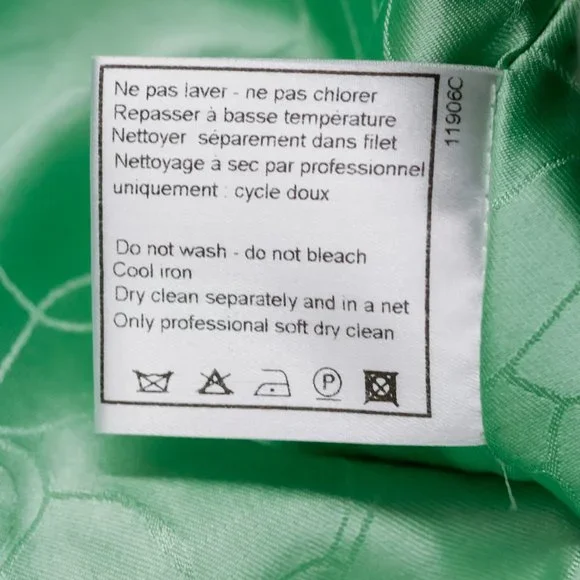 Ne pas laver - ne pas chlorer
Repasser à basse température
Nettoyer séparement dans filet
Nettoyage à sec par professionnel
uniquement : cycle doux
Do not wash - do not bleach
Cool iron
Dry clean separately and in a net
Only professional soft dry clean
P
11906C